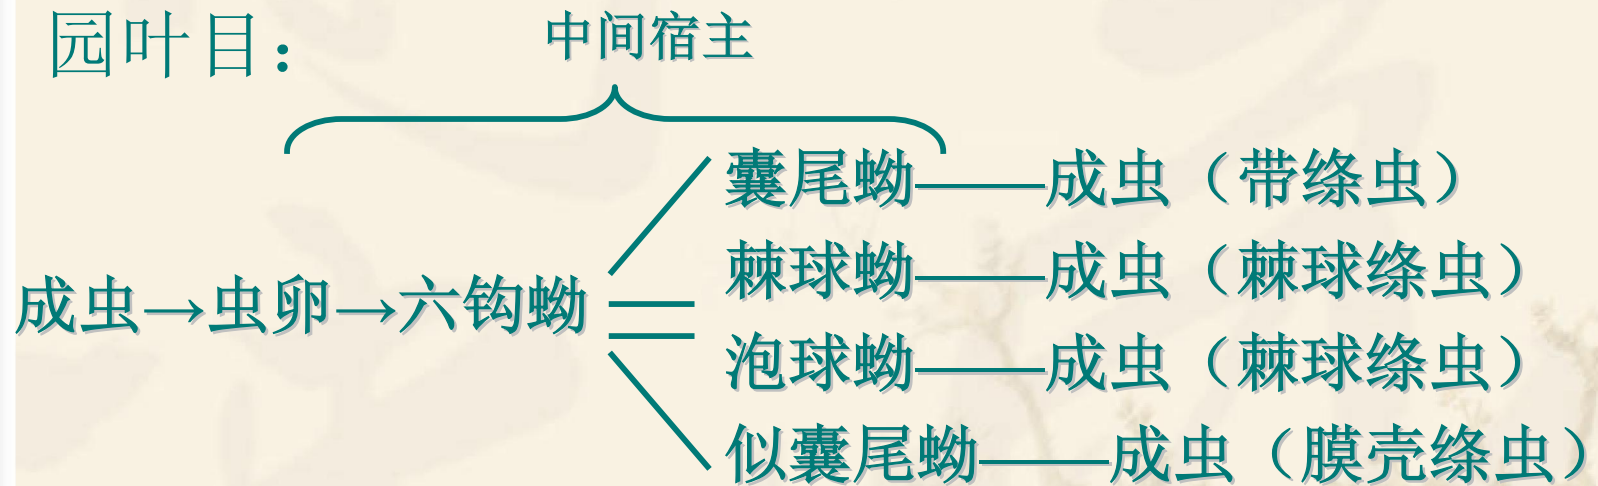 园叶目：
中间宿主
囊尾蚴——成虫（带绦虫）
棘球蚴——成虫（棘球绦虫）
成虫→虫卵→六钩蚴
泡球蚴——成虫（棘球绦虫）
似囊尾蚴——成虫（膜壳绦虫）